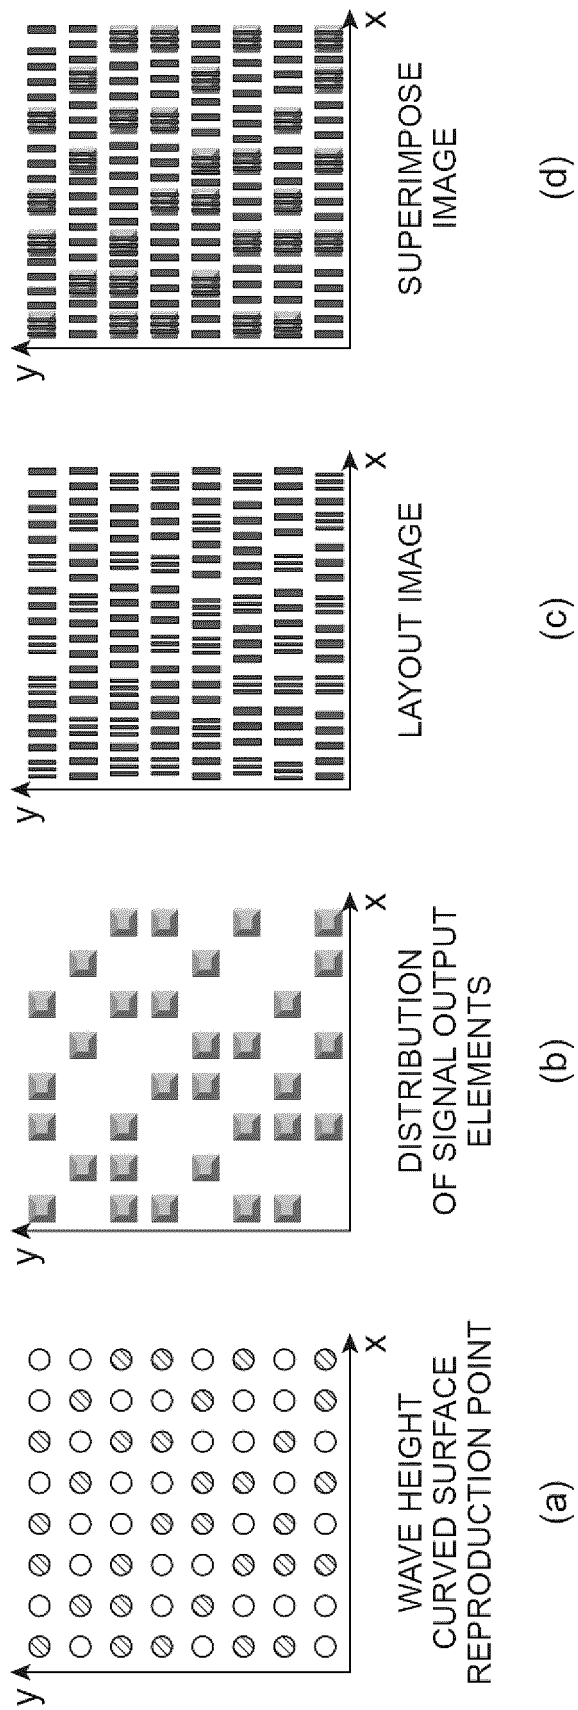 y
x
WAVE HEIGHT
CURVED SURFACE
REPRODUCTION POINT
(a)
y
x
DISTRIBUTION
OF SIGNAL OUTPUT
ELEMENTS
(b)
y
x
LAYOUT IMAGE
(c)
y
x
SUPERIMPOSE
IMAGE
(d)